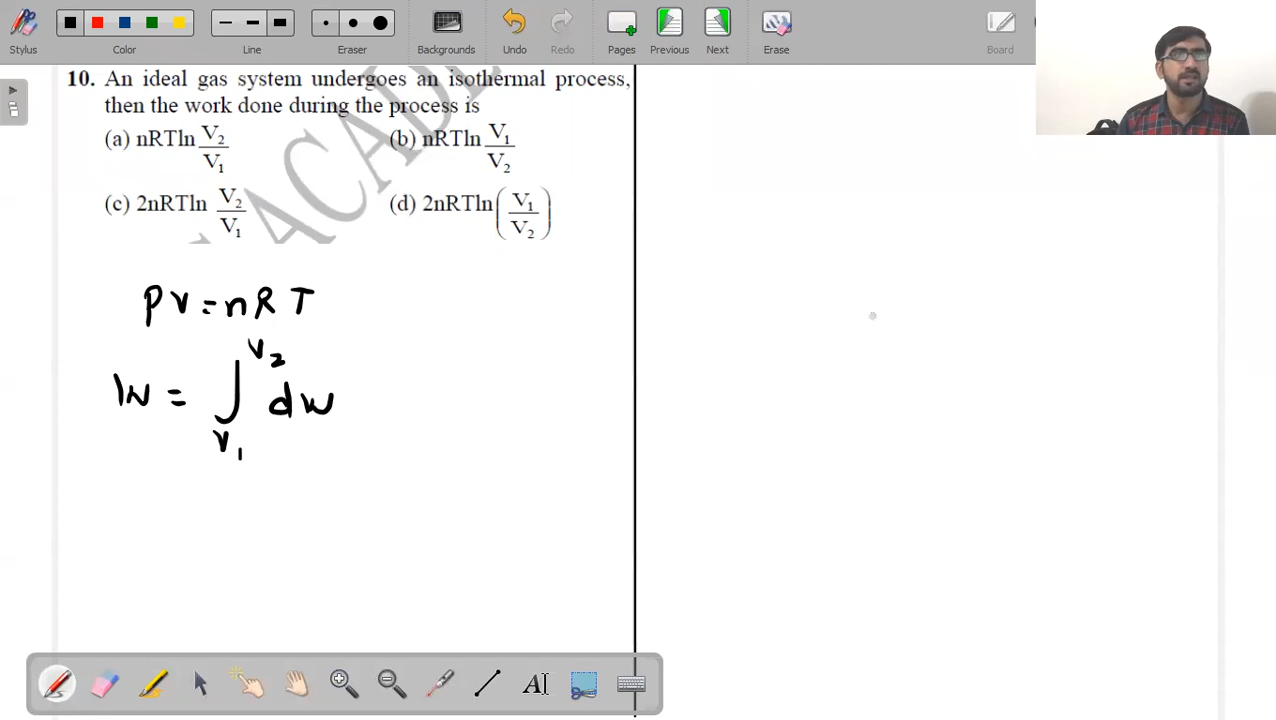 Stylus Color Line Eraser Backgrounds Undo Redo Pages Previous Next Erase Board
10. An ideal gas system undergoes an isothermal process,
then the work done during the process is
(a) nRTln V₂/V₁ (b) nRTln V₁/V₂
(c) 2nRTln V₂/V₁ (d) 2nRTln(V₁/V₂)
ACADE
PV = nRT
W = ∫ V₁ V₂ dw